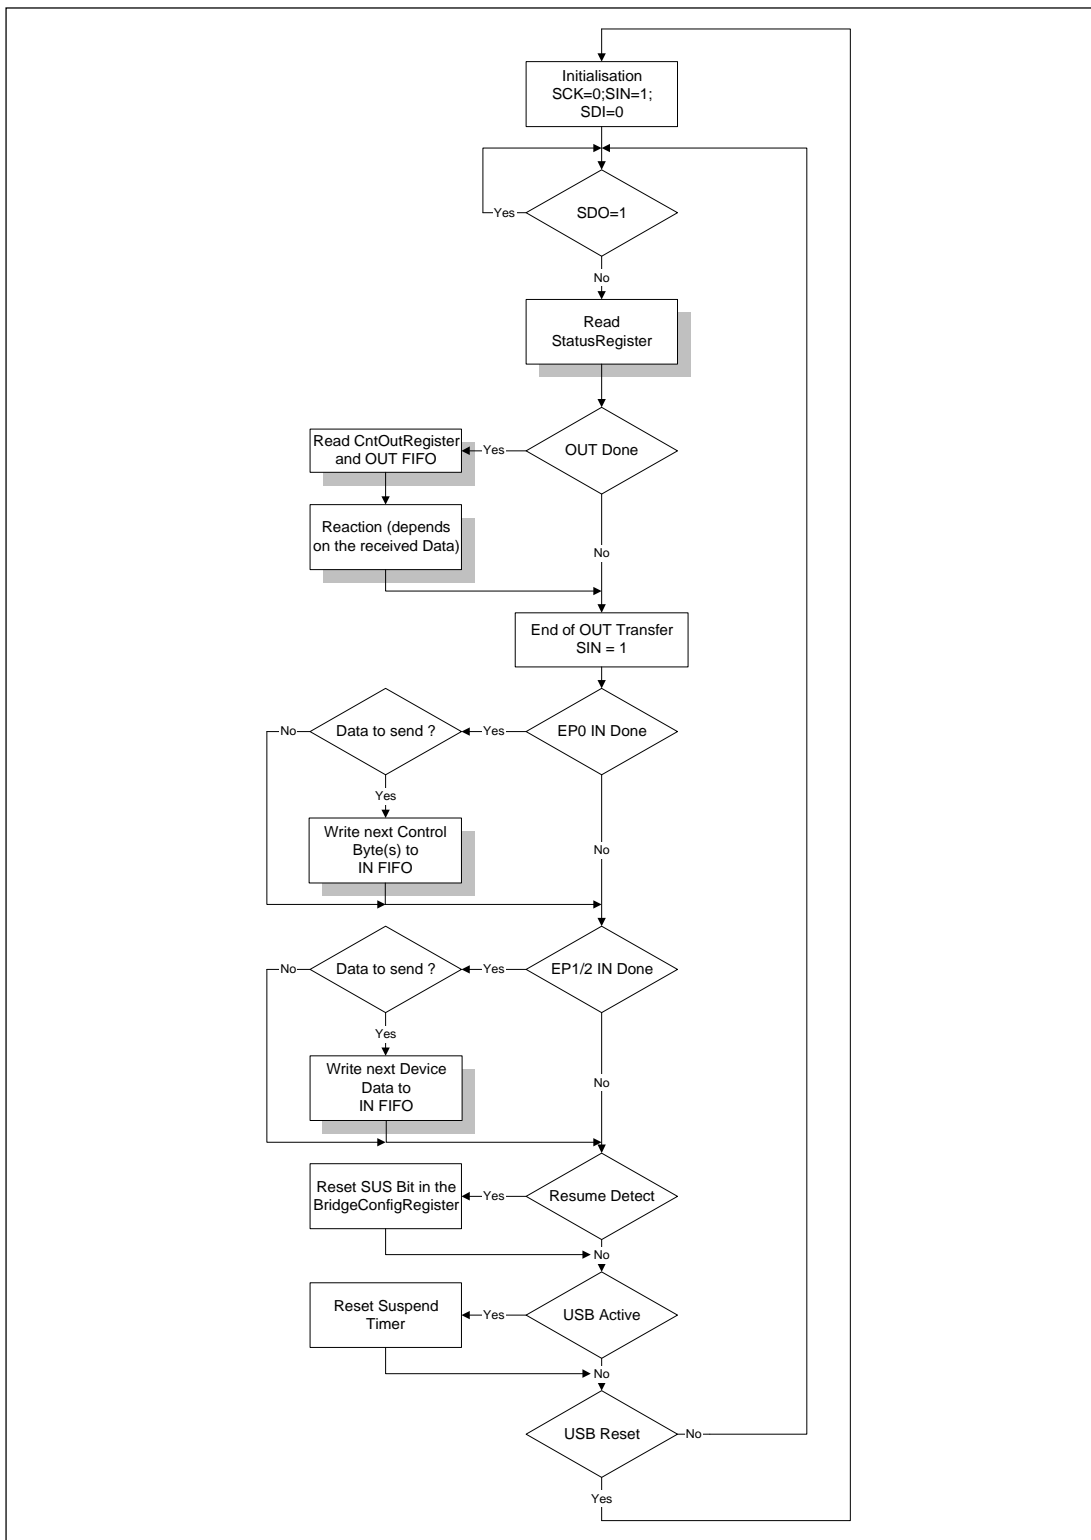 Initialisation
SCK=0;SIN=1;
SDI=0
SDO=1
Yes
No
Read
StatusRegister
OUT Done
Yes
Read CntOutRegister
and OUT FIFO
Reaction (depends
on the received Data)
No
End of OUT Transfer
SIN = 1
EP0 IN Done
Yes
Data to send ?
No
Yes
Write next Control
Byte(s) to
IN FIFO
No
EP1/2 IN Done
Yes
Data to send ?
No
Yes
Write next Device
Data to
IN FIFO
No
Resume Detect
Yes
Reset SUS Bit in the
BridgeConfigRegister
No
USB Active
Yes
Reset Suspend
Timer
No
USB Reset
No
Yes